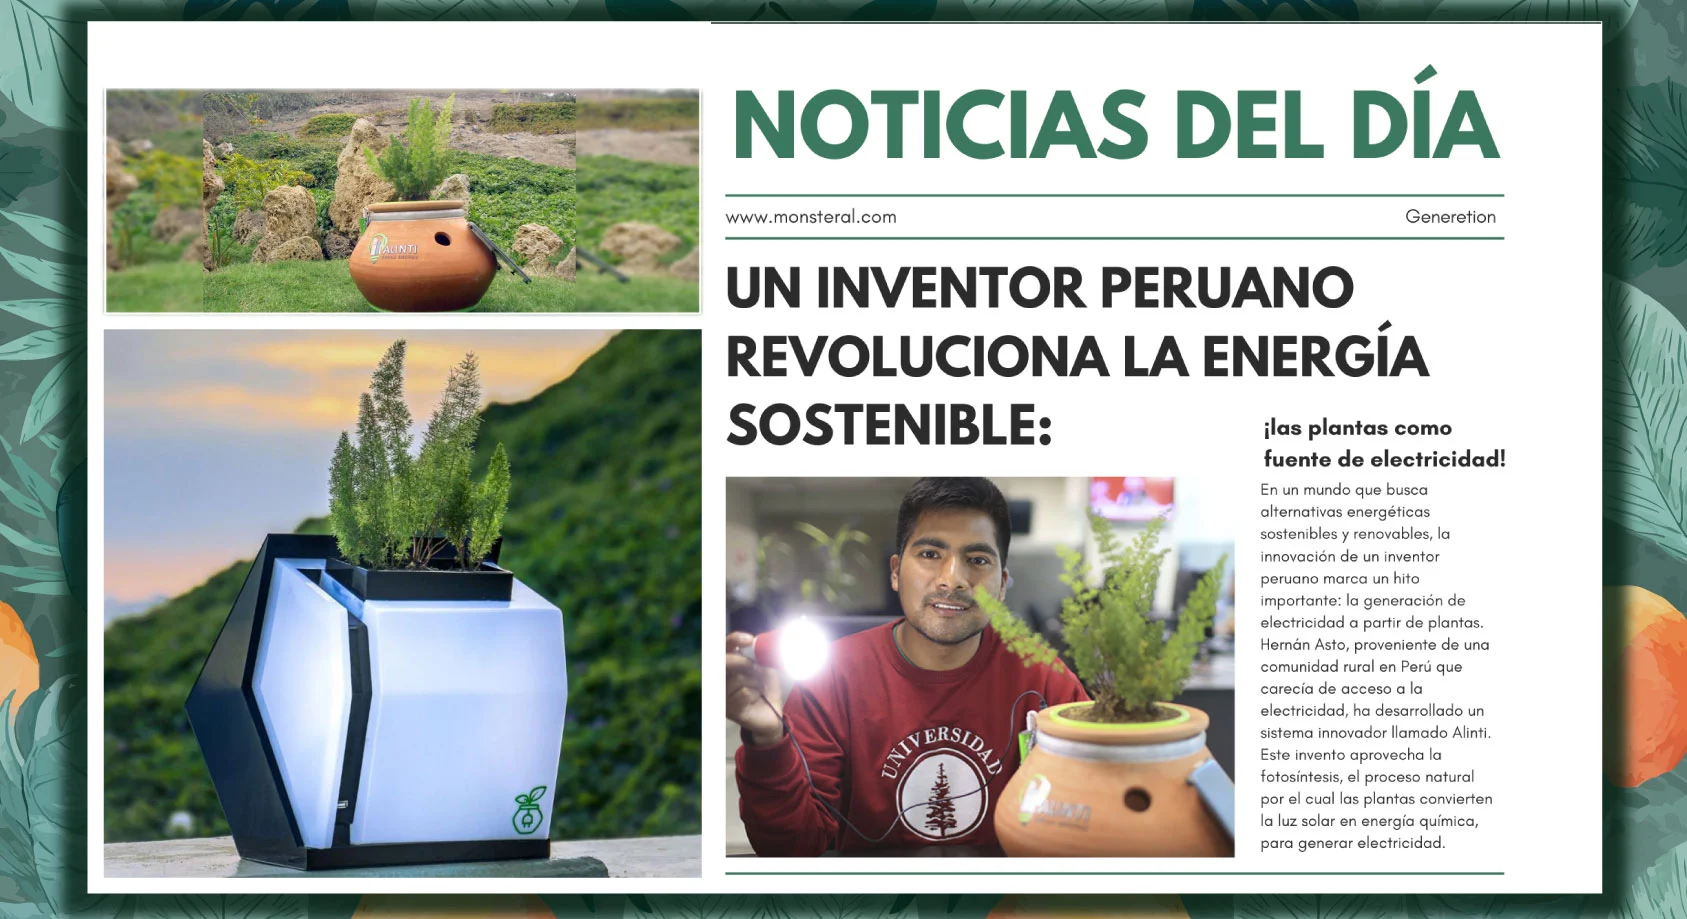 NOTICIAS DEL DÍA
www.monsteral.com
Generetion
UN INVENTOR PERUANO
REVOLUCIONA LA ENERGÍA
SOSTENIBLE:
¡las plantas como
fuente de electricidad!
En un mundo que busca
alternativas energéticas
sostenibles y renovables, la
innovación de un inventor
peruano marca un hito
importante: la generación de
electricidad a partir de plantas.
Hernán Asto, proveniente de una
comunidad rural en Perú que
carecía de acceso a la
electricidad, ha desarrollado un
sistema innovador llamado Alinti.
Este invento aprovecha la
fotosíntesis, el proceso natural
por el cual las plantas convierten
la luz solar en energía química,
para generar electricidad.
ALINTI
UNIVERSIDAD
ALINTI